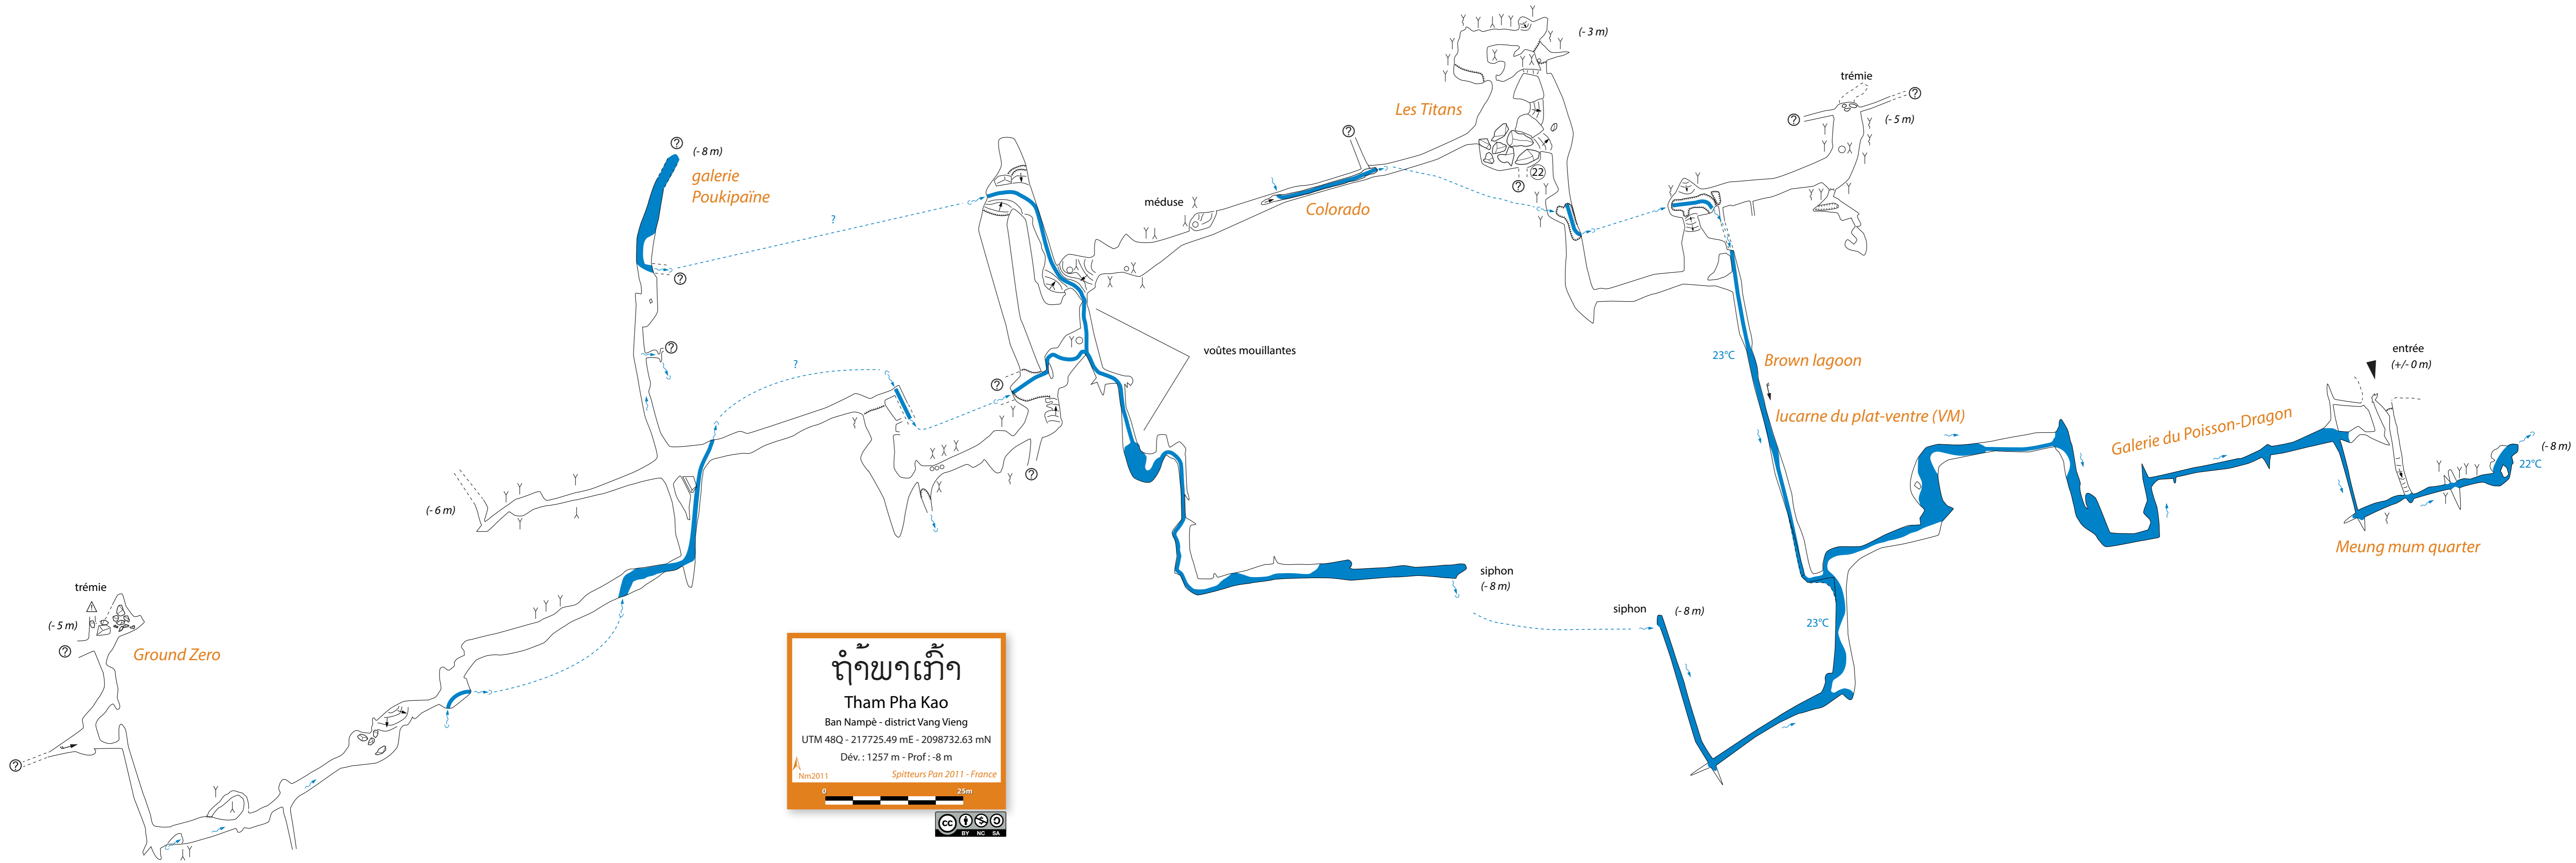 (- 3 m)
trémie
Les Titans
?
?
?
(- 5 m)
?
(- 8 m)
galerie
Poukipaïne
22
?
méduse
Colorado
?
?
voûtes mouillantes
entrée
(+/- 0 m)
?
23°C
Brown lagoon
?
?
lucarne du plat-ventre (VM)
Galerie du Poisson-Dragon
(- 8 m)
22°C
?
(- 6 m)
Meung mum quarter
siphon
(- 8 m)
trémie
siphon
(- 8 m)
(- 5 m)
23°C
?
Ground Zero
?
ຖ້ຳພາເກົ້າ
Tham Pha Kao
Ban Nampè - district Vang Vieng
UTM 48Q - 217725.49 mE - 2098732.63 mN
Dév. : 1257 m - Prof : -8 m
Nm2011
Spitteurs Pan 2011 - France
0
25m
cc
BY NC SA